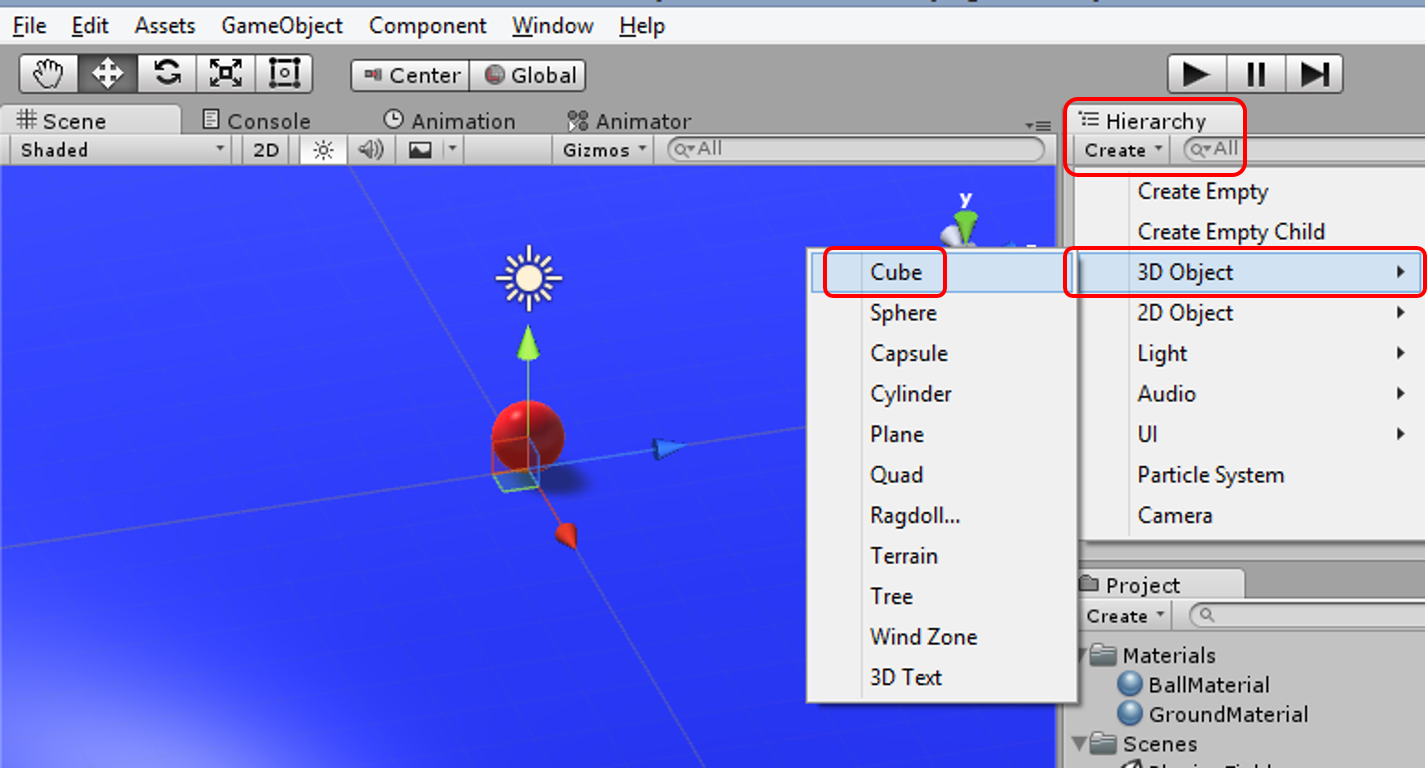 File Edit Assets GameObject Component Window Help
Center Global
Scene Console Animation Animator
Shaded 2D Gizmos All
y
Hierarchy
Create All
Create Empty
Create Empty Child
3D Object
2D Object
Light
Audio
UI
Particle System
Camera
Cube
Sphere
Capsule
Cylinder
Plane
Quad
Ragdoll...
Terrain
Tree
Wind Zone
3D Text
Project
Create
Materials
BallMaterial
GroundMaterial
Scenes